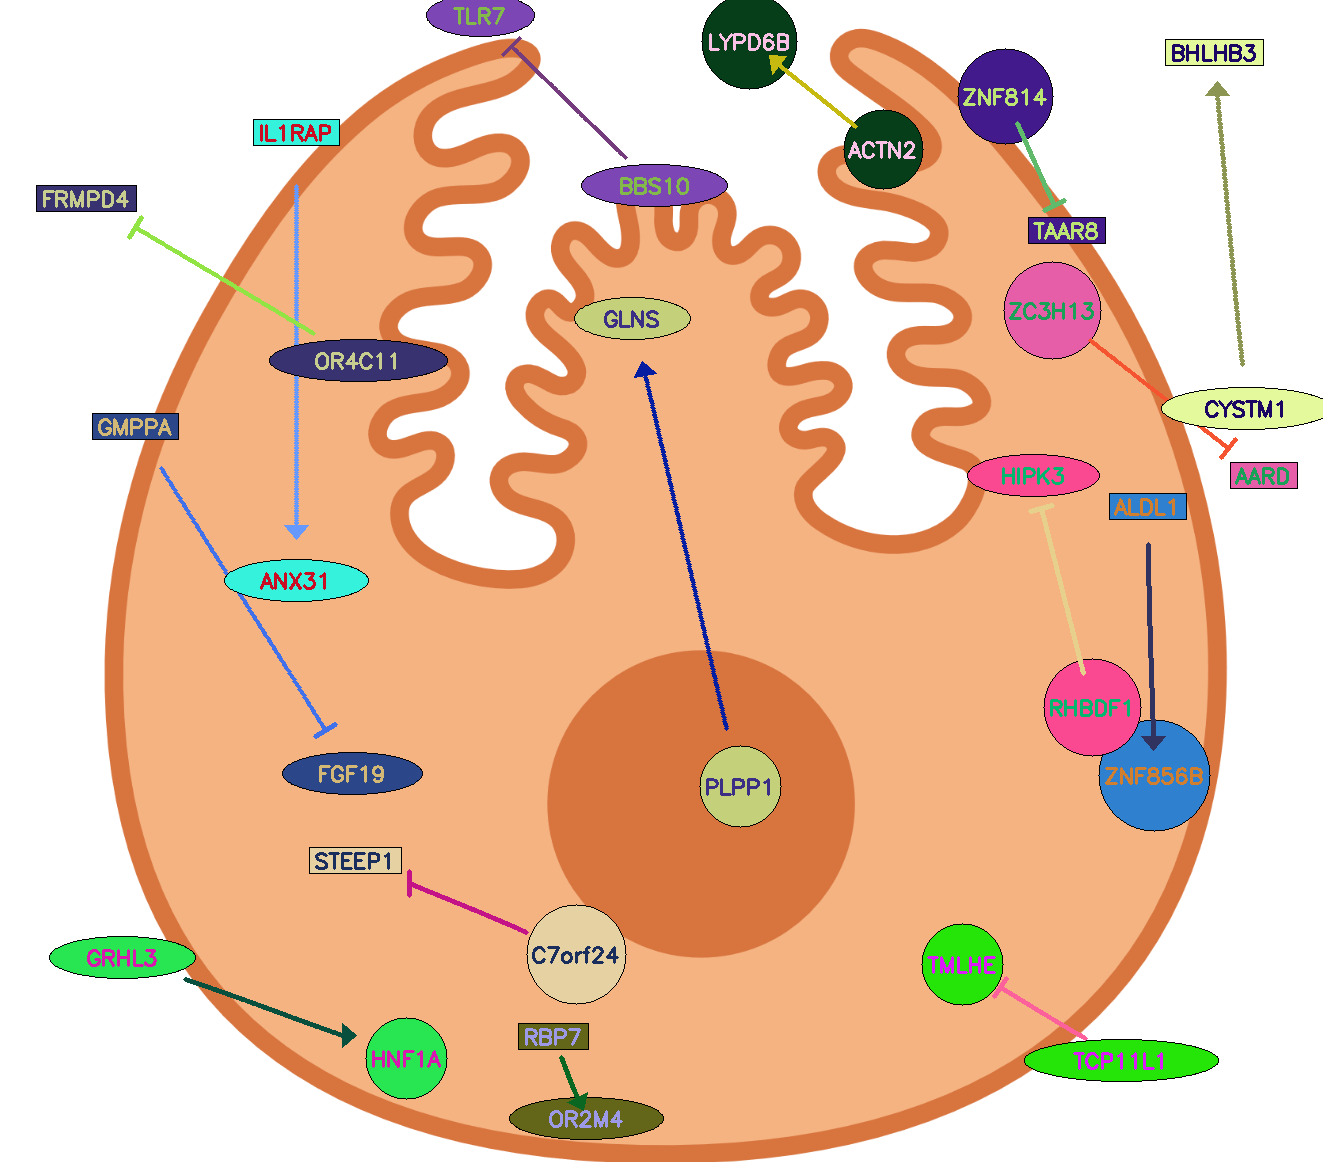 TLR7
LYPD6B
BHLHB3
ZNF814
IL1RAP
ACTN2
BBS10
FRMPD4
TAAR8
ZC3H13
GLNS
OR4C11
CYSTM1
GMPPA
HIPK3
AARD
ALDL1
ANX31
RHBDF1
FGF19
ZNF856B
PLPP1
STEEP1
C7orf24
GRHL3
TMLHE
RBP7
HNF1A
TCP11L1
OR2M4